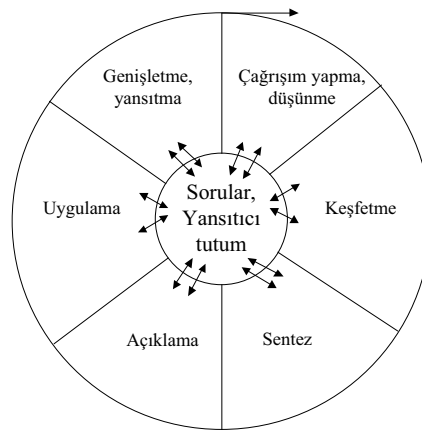 Genişletme,
yansıtma
Çağrışım yapma,
düşünme
Uygulama
Sorular,
Yansıtıcı
tutum
Keşfetme
Açıklama
Sentez